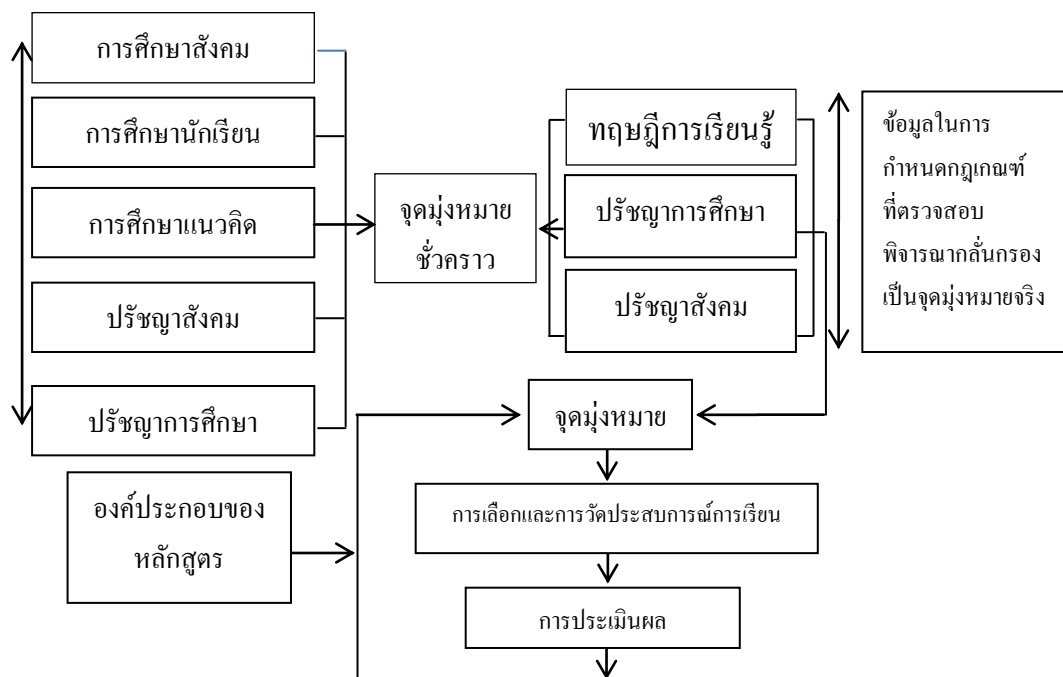 การศึกษาสังคม
การศึกษานักเรียน
การศึกษาแนวคิด
ปรัชญาสังคม
ปรัชญาการศึกษา
จุดมุ่งหมาย
ชั่วคราว
ทฤษฎีการเรียนรู้
ปรัชญาการศึกษา
ปรัชญาสังคม
ข้อมูลในการ
กำหนดกฎเกณฑ์
ที่ตรวจสอบ
พิจารณากลั่นกรอง
เป็นจุดมุ่งหมายจริง
จุดมุ่งหมาย
องค์ประกอบของ
หลักสูตร
การเลือกและการวัดประสบการณ์การเรียน
การประเมินผล